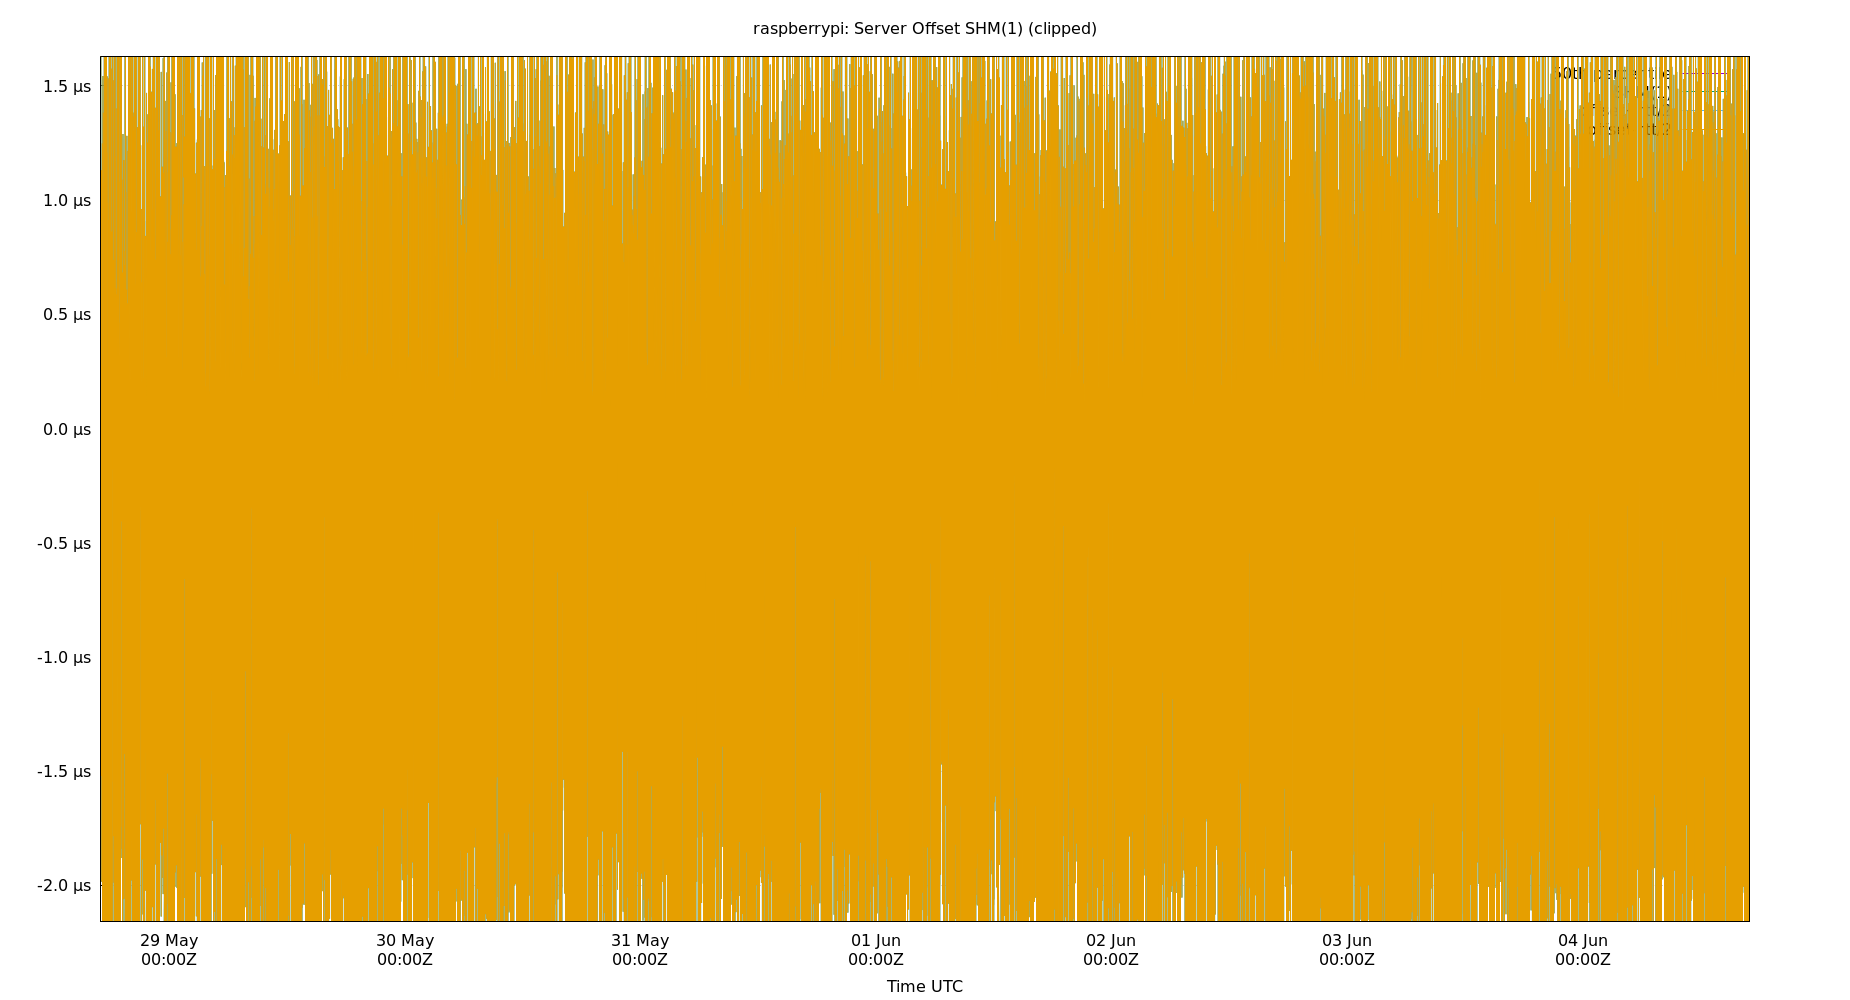 raspberrypi: Server Offset SHM(1) (clipped)
1.5 µs
1.0 µs
0.5 µs
0.0 µs
-0.5 µs
-1.0 µs
-1.5 µs
-2.0 µs
29 May
00:00Z
30 May
00:00Z
31 May
00:00Z
01 Jun
00:00Z
02 Jun
00:00Z
03 Jun
00:00Z
04 Jun
00:00Z
Time UTC